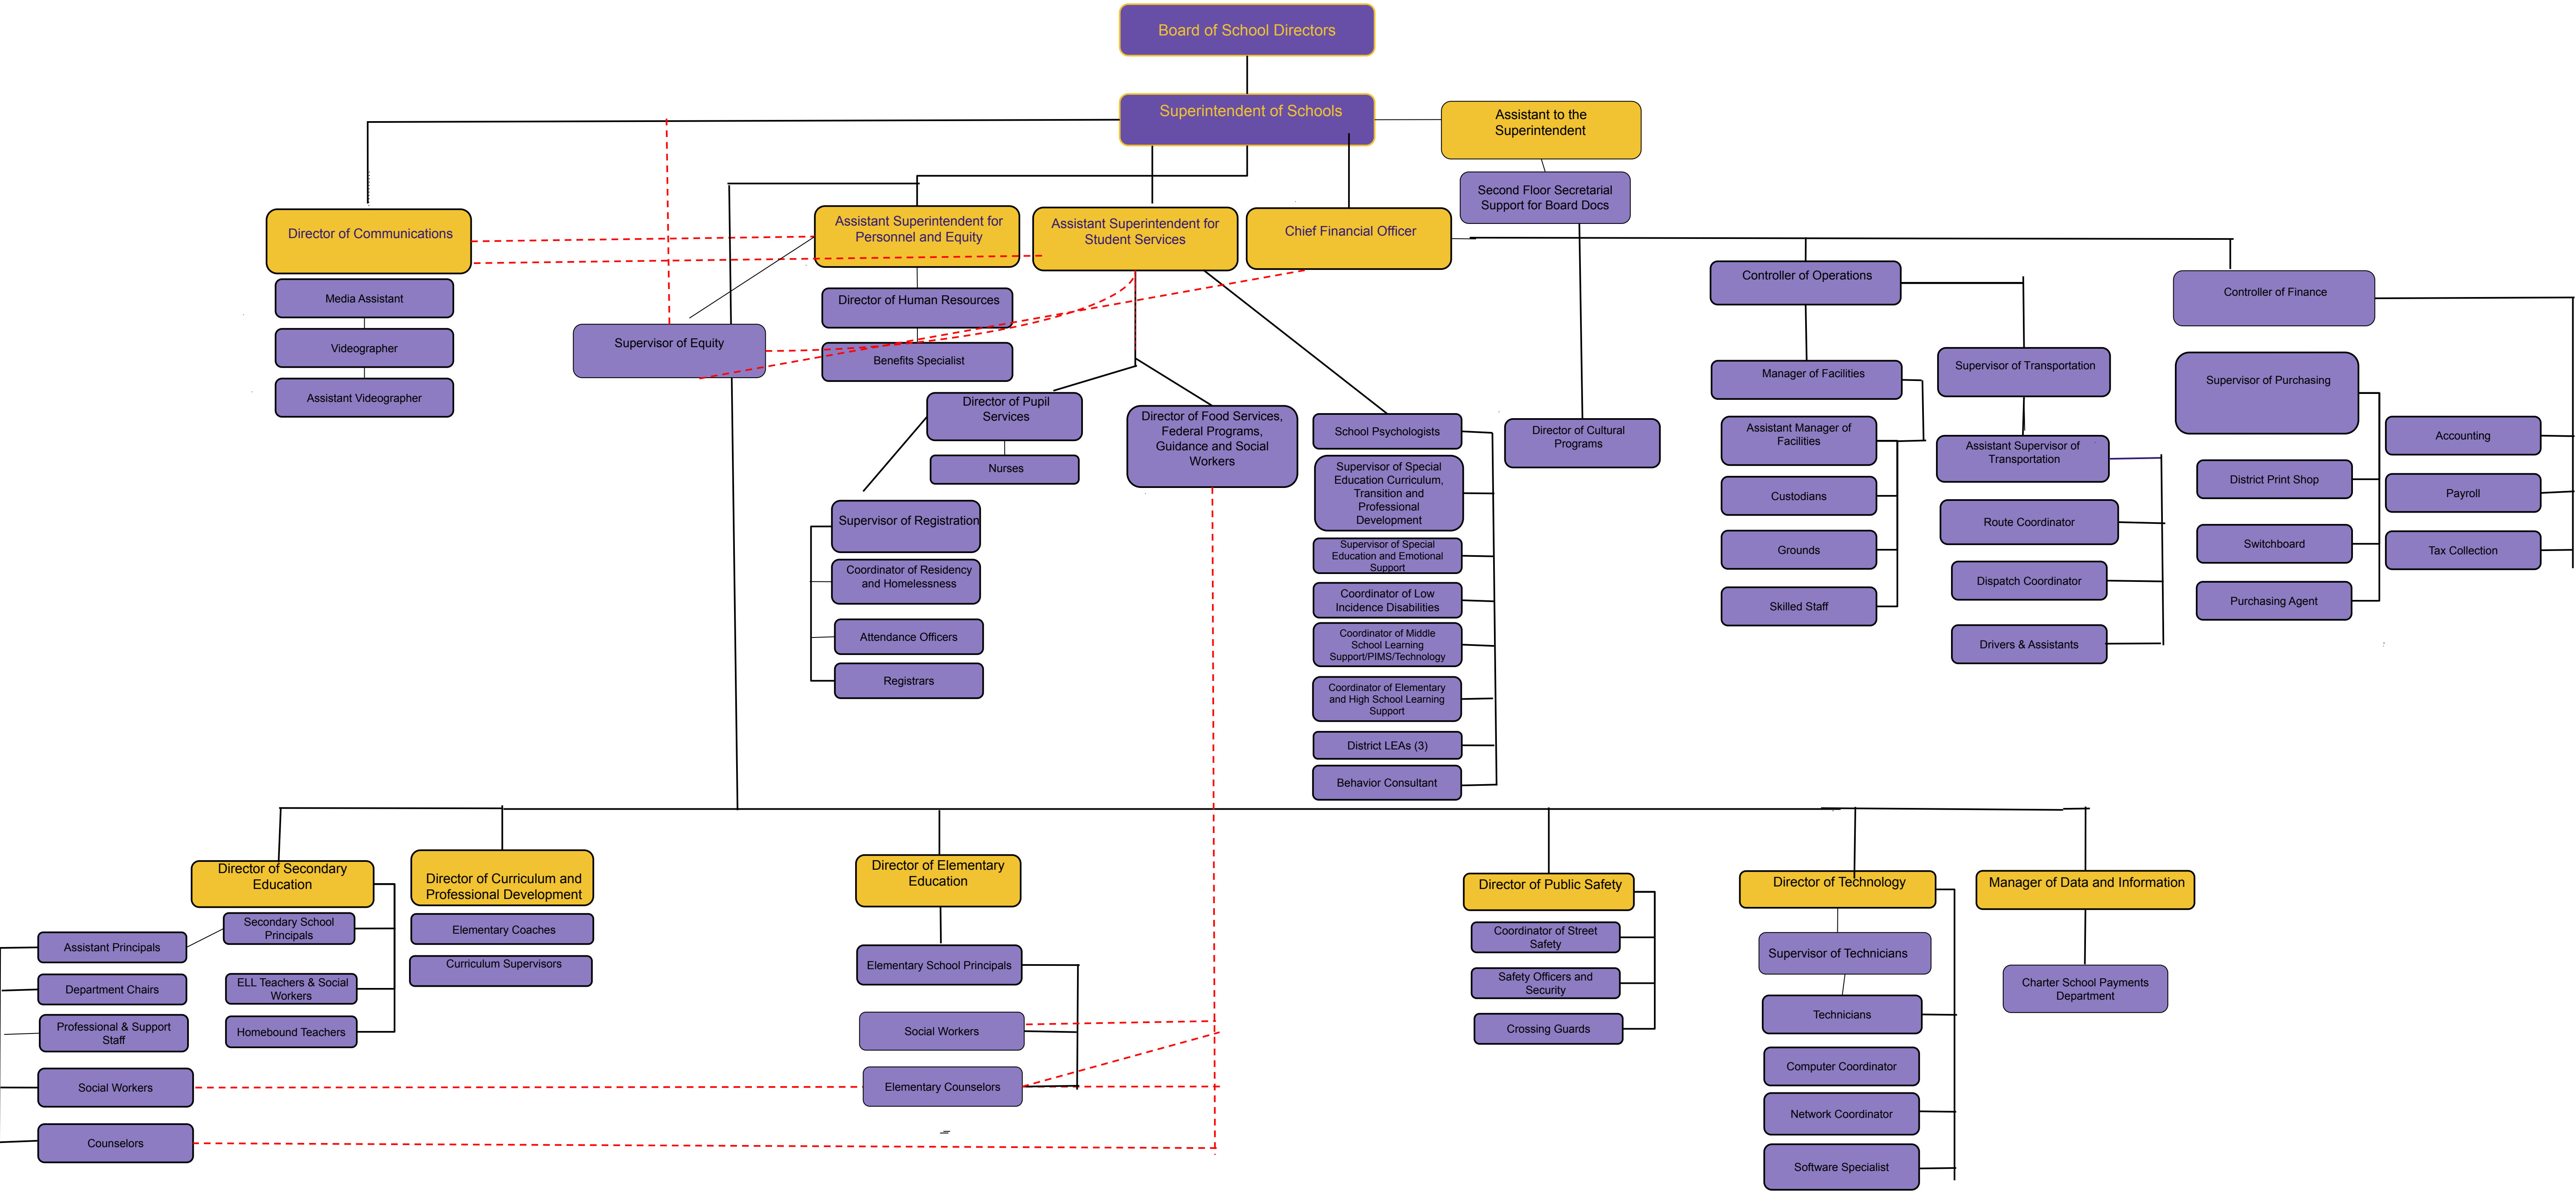 Board of School Directors
Superintendent of Schools
Assistant to the
Superintendent
Second Floor Secretarial
Support for Board Docs
Director of Communications
Assistant Superintendent for
Personnel and Equity
Assistant Superintendent for
Student Services
Chief Financial Officer
Media Assistant
Videographer
Assistant Videographer
Supervisor of Equity
Director of Human Resources
Benefits Specialist
Director of Pupil
Services
Nurses
Director of Food Services,
Federal Programs,
Guidance and Social
Workers
Supervisor of Registration
Coordinator of Residency
and Homelessness
Attendance Officers
Registrars
School Psychologists
Supervisor of Special
Education Curriculum,
Transition and
Professional
Development
Supervisor of Special
Education and Emotional
Support
Coordinator of Low
Incidence Disabilities
Coordinator of Middle
School Learning
Support/PIMS/Technology
Coordinator of Elementary
and High School Learning
Support
District LEAs (3)
Behavior Consultant
Director of Cultural
Programs
Controller of Operations
Manager of Facilities
Assistant Manager of
Facilities
Custodians
Grounds
Skilled Staff
Supervisor of Transportation
Assistant Supervisor of
Transportation
Route Coordinator
Dispatch Coordinator
Drivers & Assistants
Controller of Finance
Supervisor of Purchasing
District Print Shop
Switchboard
Purchasing Agent
Accounting
Payroll
Tax Collection
Director of Secondary
Education
Secondary School
Principals
ELL Teachers & Social
Workers
Homebound Teachers
Assistant Principals
Department Chairs
Professional & Support
Staff
Social Workers
Counselors
Director of Curriculum and
Professional Development
Elementary Coaches
Curriculum Supervisors
Director of Elementary
Education
Elementary School Principals
Social Workers
Elementary Counselors
Director of Public Safety
Coordinator of Street
Safety
Safety Officers and
Security
Crossing Guards
Director of Technology
Supervisor of Technicians
Technicians
Computer Coordinator
Network Coordinator
Software Specialist
Manager of Data and Information
Charter School Payments
Department